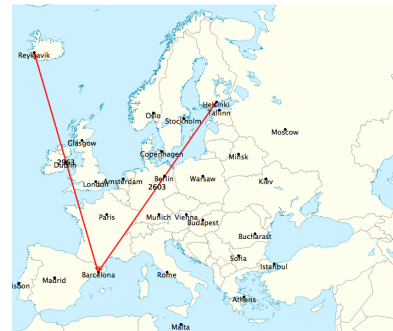 Reykjavik
Helsinki
Tallinn
Oslo
Stockholm
Moscow
Glasgow
2963
Dublin
Copenhagen
Minsk
London
Amsterdam
Berlin
2603
Warsaw
Kiev
Paris
Munich
Vienna
Budapest
Bucharest
Sofia
Istanbul
Barcelona
Madrid
isbon
Rome
Athens
Malta